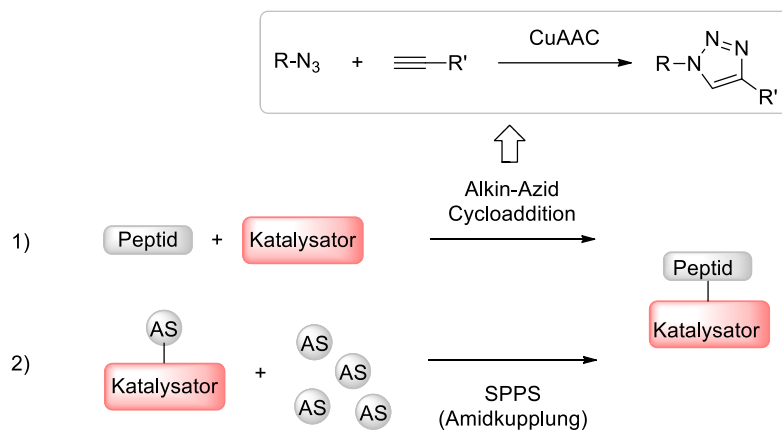 CuAAC
R-N3 + R'
R N N N R'
Alkin-Azid
Cycloaddition
1) Peptid + Katalysator
Peptid
Katalysator
2) AS
Katalysator + AS AS AS AS
SPPS
(Amidkupplung)